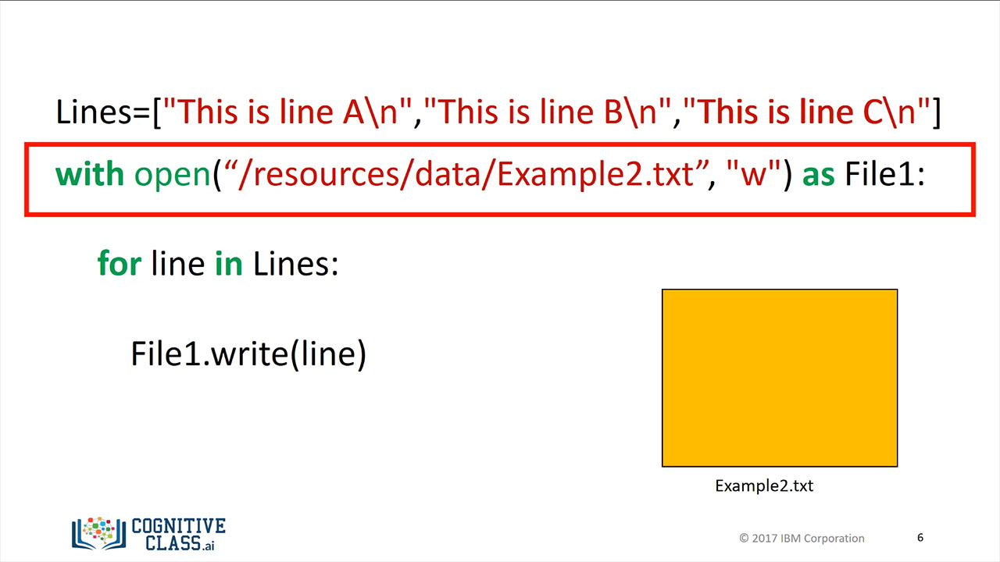 Lines=["This is line A\n","This is line B\n","This is line C\n"]
with open(“/resources/data/Example2.txt”, "w") as File1:
for line in Lines:
File1.write(line)
Example2.txt
COGNITIVE
CLASS.ai
© 2017 IBM Corporation
6